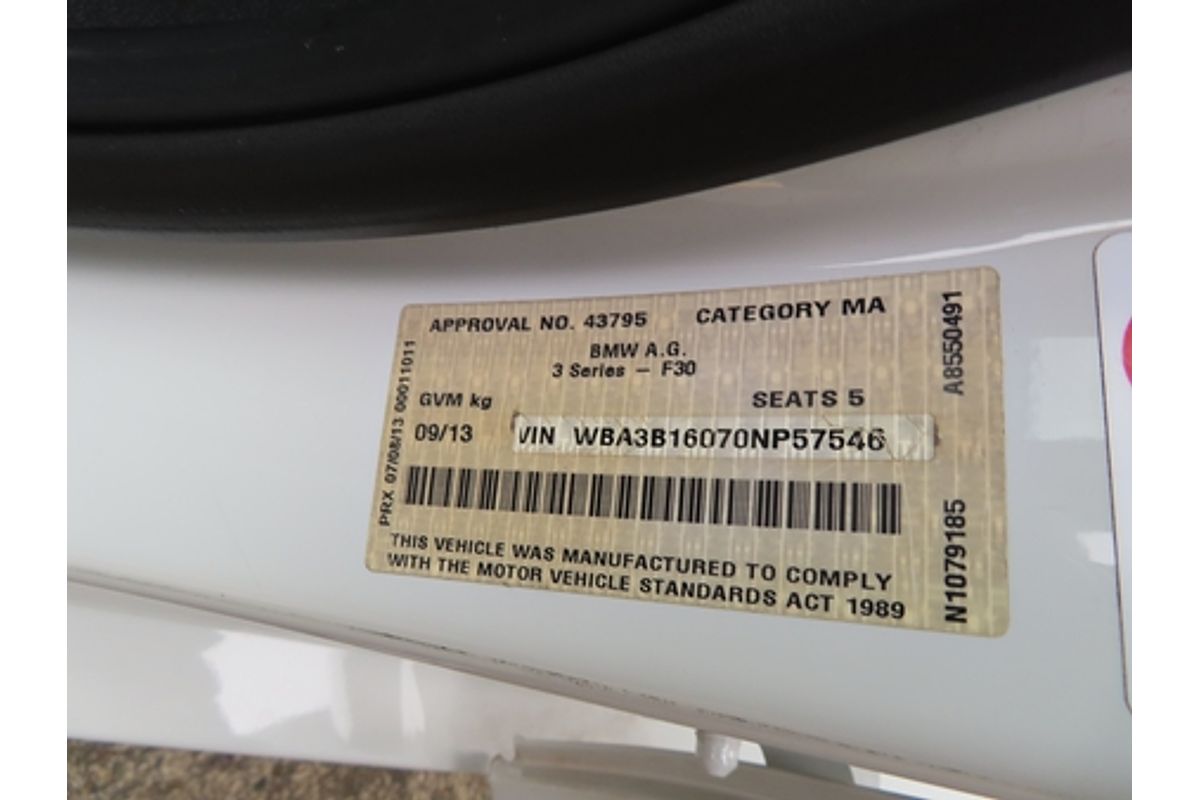 APPROVAL NO. 43795 CATEGORY MA
BMW A.G.
3 Series – F30
GVM kg SEATS 5
09/13 VIN WBA3B16070NP57546
THIS VEHICLE WAS MANUFACTURED TO COMPLY
WITH THE MOTOR VEHICLE STANDARDS ACT 1989
PRX 07/08/13 00011011
A8550491
N1079185